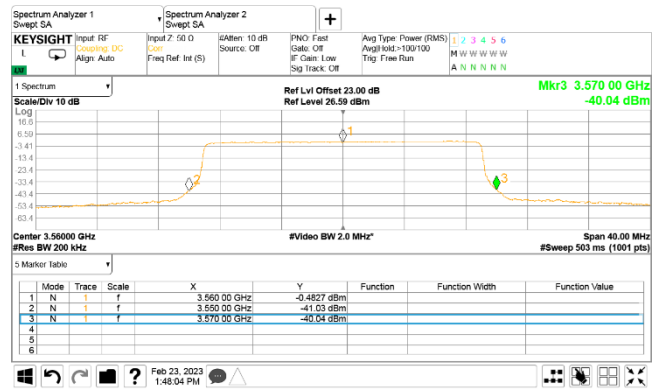 Spectrum Analyzer 1
Swept SA
Spectrum Analyzer 2
Swept SA
+
KEYSIGHT Input: RF Input Z: 50 Ω #Atten: 10 dB PNO: Fast Avg Type: Power (RMS) 1 2 3 4 5 6
L Coupling: DC Corr Source: Off Gate: Off Avg|Hold:>100/100 M W W W W W
Align: Auto Freq Ref: Int (S) IF Gain: Low Trig: Free Run
Sig Track: Off A N N N N N
1 Spectrum
Ref Lvl Offset 23.00 dB Mkr3 3.570 00 GHz
Scale/Div 10 dB Ref Level 26.59 dBm -40.04 dBm
Log
16.6
6.59
-3.41
-13.4
-23.4
-33.4
-43.4
-53.4
-63.4
1
2
3
Center 3.56000 GHz #Video BW 2.0 MHz* Span 40.00 MHz
#Res BW 200 kHz #Sweep 503 ms (1001 pts)
5 Marker Table
Mode Trace Scale X Y Function Function Width Function Value
1 N 1 f 3.560 00 GHz -0.4827 dBm
2 N 1 f 3.550 00 GHz -41.03 dBm
3 N 1 f 3.570 00 GHz -40.04 dBm
4
5
6
? Feb 23, 2023
1:48:04 PM